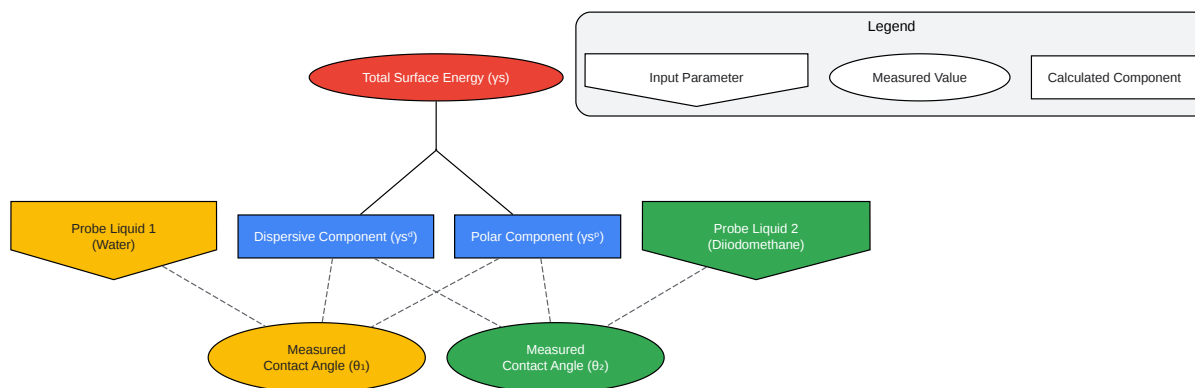 Legend
Total Surface Energy (γs)
Input Parameter
Measured Value
Calculated Component
Probe Liquid 1
(Water)
Dispersive Component (γsᵈ)
Polar Component (γsᵖ)
Probe Liquid 2
(Diiodomethane)
Measured
Contact Angle (θ₁)
Measured
Contact Angle (θ₂)